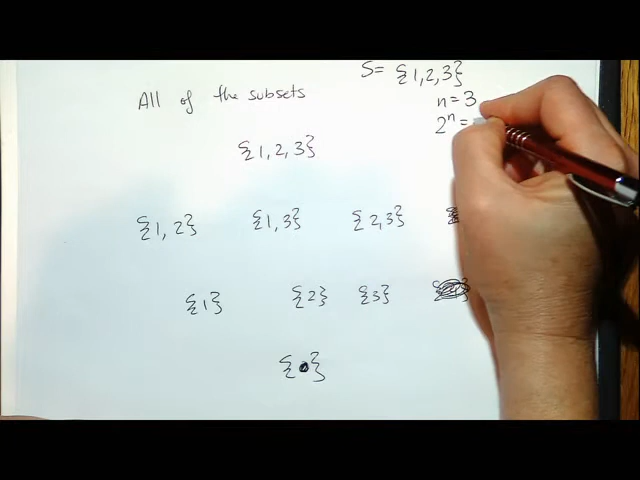 S= {1,2,3}
All of the subsets
n=3
2^n =
{1,2,3}
{1,2} {1,3} {2,3}
{1} {2} {3}
{ }